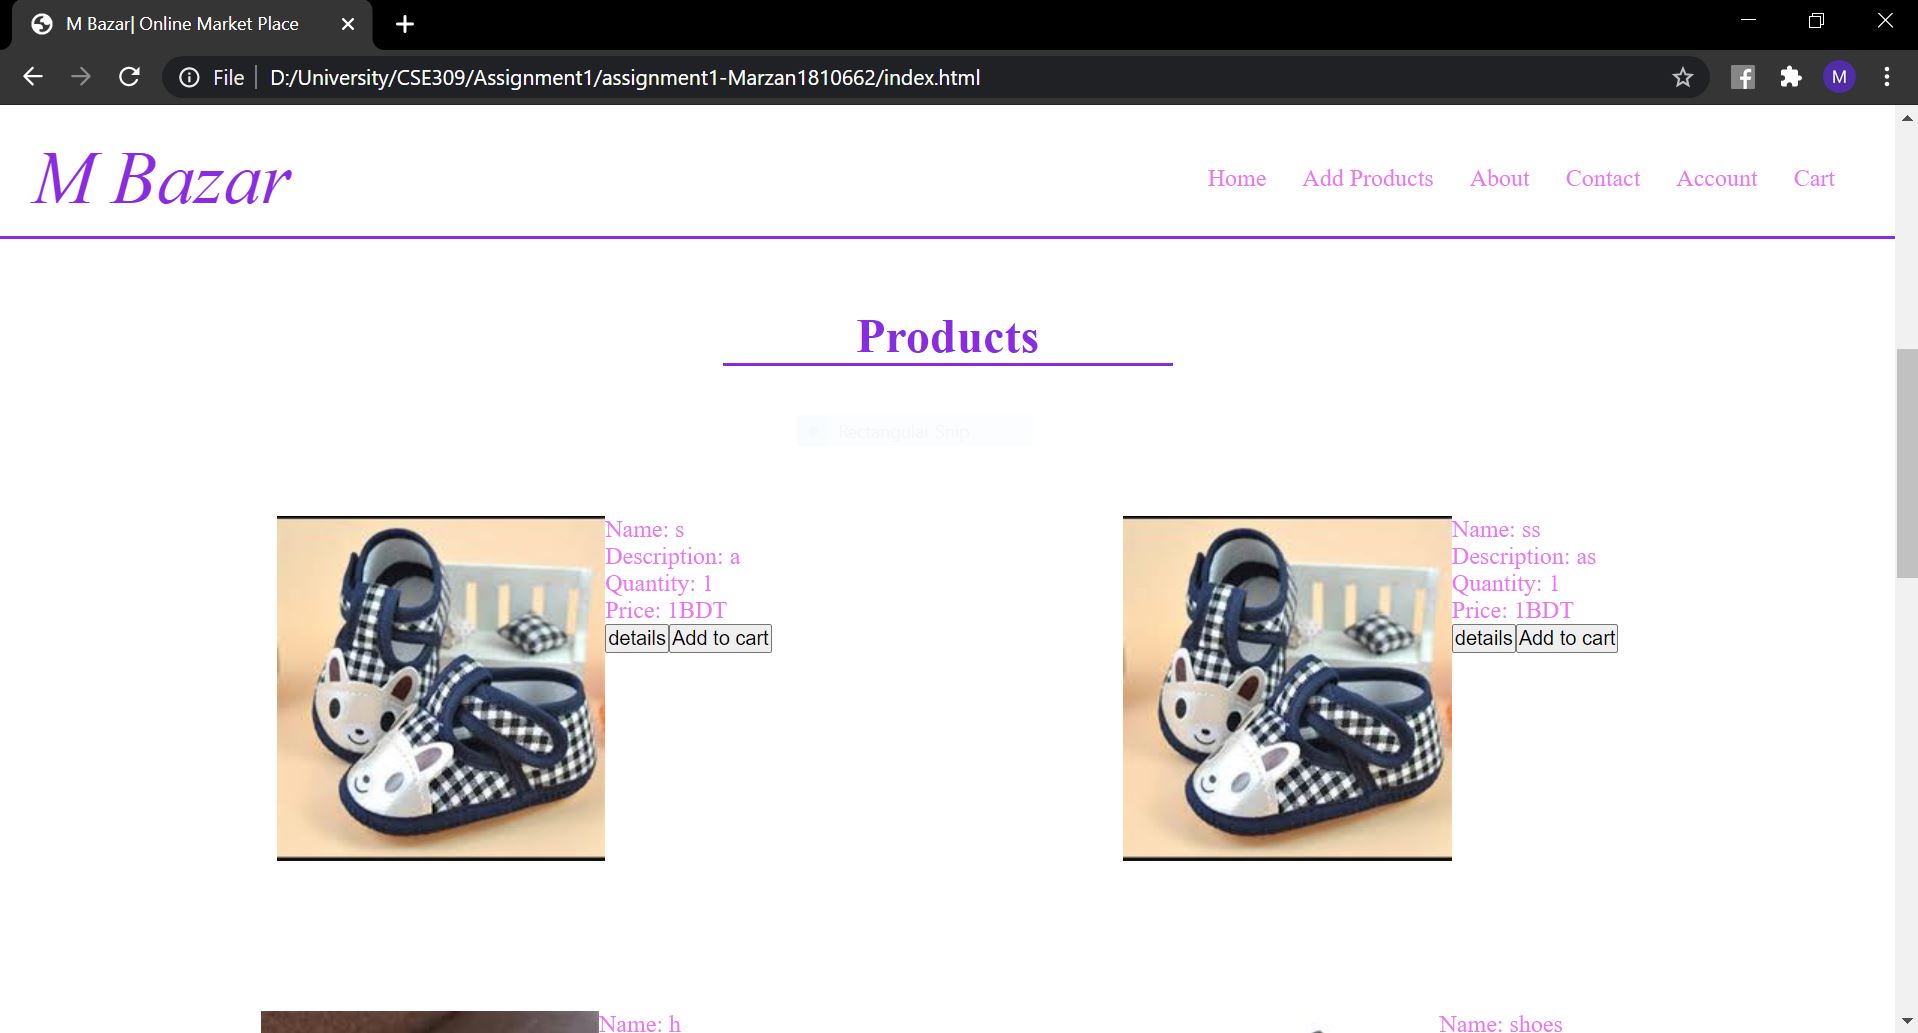 M Bazar| Online Market Place
File D:/University/CSE309/Assignment1/assignment1-Marzan1810662/index.html
M
M Bazar
Home Add Products About Contact Account Cart
Products
Rectangular Snip
Name: s
Description: a
Quantity: 1
Price: 1BDT
details Add to cart
Name: ss
Description: as
Quantity: 1
Price: 1BDT
details Add to cart
Name: h
Name: shoes